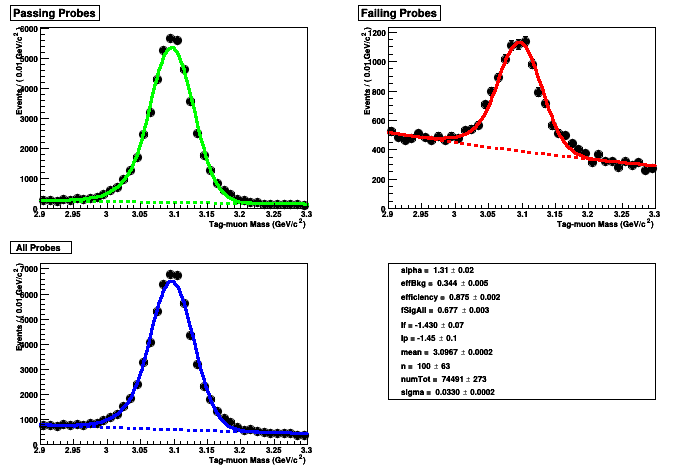 Passing Probes
Events / ( 0.01 GeV/c²
6000
5000
4000
3000
2000
1000
0
2.9 2.95 3 3.05 3.1 3.15 3.2 3.25 3.3
Tag-muon Mass (GeV/c²)
Failing Probes
Events / ( 0.01 GeV/c²
1200
1000
800
600
400
200
0
2.9 2.95 3 3.05 3.1 3.15 3.2 3.25 3.3
Tag-muon Mass (GeV/c²)
All Probes
Events / ( 0.01 GeV/c²
7000
6000
5000
4000
3000
2000
1000
0
2.9 2.95 3 3.05 3.1 3.15 3.2 3.25 3.3
Tag-muon Mass (GeV/c²)
alpha = 1.31 ± 0.02
effBkg = 0.344 ± 0.005
efficiency = 0.875 ± 0.002
fSigAll = 0.677 ± 0.003
lf = -1.430 ± 0.07
lp = -1.45 ± 0.1
mean = 3.0967 ± 0.0002
n = 100 ± 63
numTot = 74491 ± 273
sigma = 0.0330 ± 0.0002